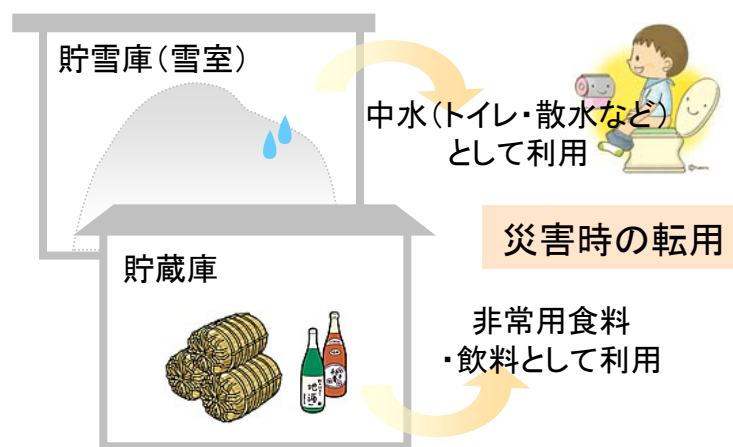 貯雪庫（雪室）
中水（トイレ・散水など）
として利用
災害時の転用
貯蔵庫
非常用食料
・飲料として利用
地酒